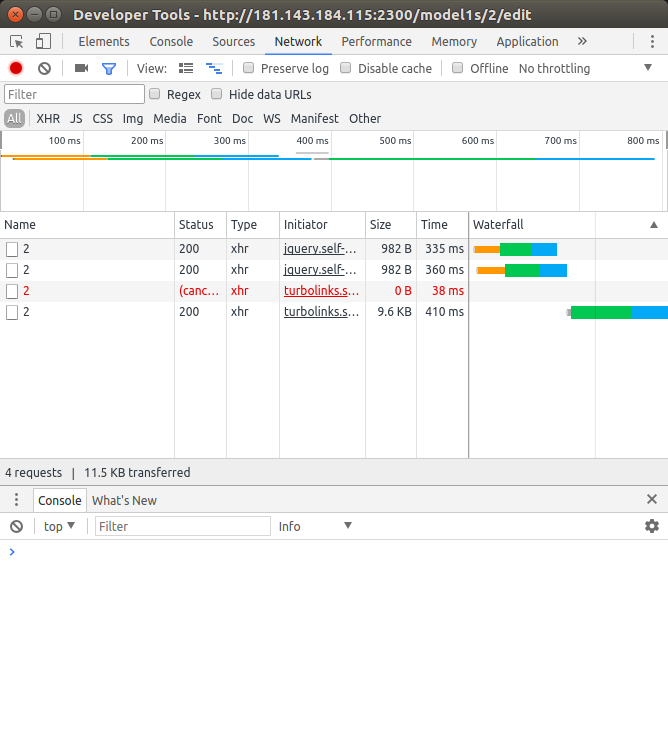 Developer Tools - http://181.143.184.115:2300/model1s/2/edit
Elements Console Sources Network Performance Memory Application »
View: Preserve log Disable cache Offline No throttling
Filter Regex Hide data URLs
All XHR JS CSS Img Media Font Doc WS Manifest Other
100 ms 200 ms 300 ms 400 ms 500 ms 600 ms 700 ms 800 ms
Name Status Type Initiator Size Time Waterfall
2 200 xhr jquery.self-... 982 B 335 ms
2 200 xhr jquery.self-... 982 B 360 ms
2 (canc... xhr turbolinks.s... 0 B 38 ms
2 200 xhr turbolinks.s... 9.6 KB 410 ms
4 requests | 11.5 KB transferred
Console What's New
top Filter Info